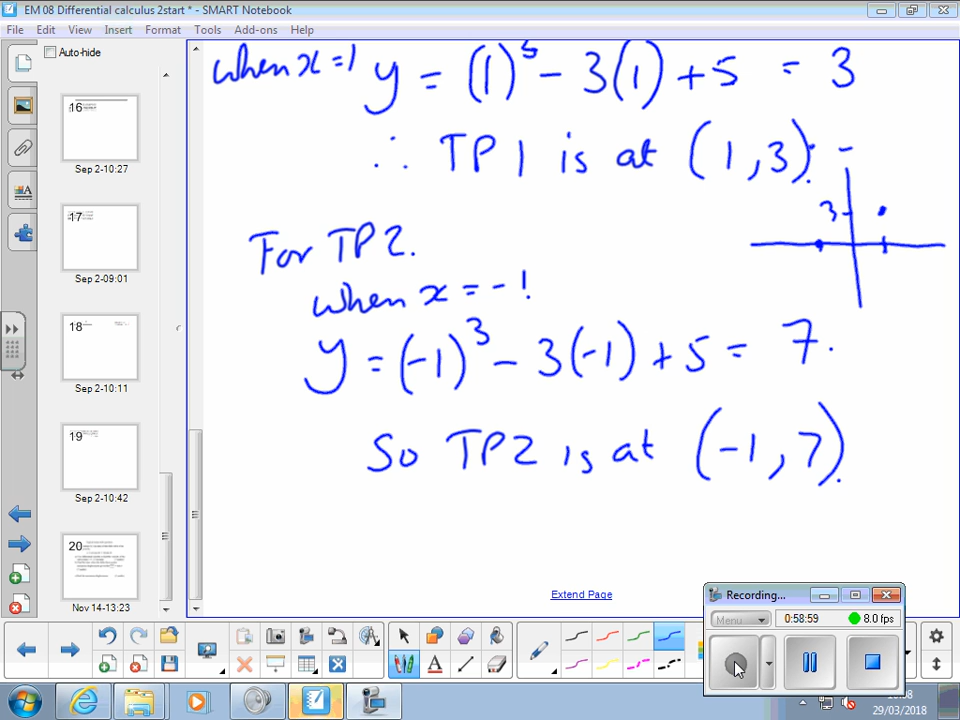 EM 08 Differential calculus 2start * - SMART Notebook
File Edit View Insert Format Tools Add-ons Help
Auto-hide
16
Sep 2-10:27
17
Sep 2-09:01
18
Sep 2-10:11
19
Sep 2-10:42
20
Nov 14-13:23
when x=1 y = (1)³ - 3(1) + 5 = 3
∴ TP1 is at (1,3).
3
For TP2.
when x = -1
y = (-1)³ - 3(-1) + 5 = 7.
So TP2 is at (-1,7).
Extend Page
Recording...
Menu
0:58:59
8.0 fps
29/03/2018